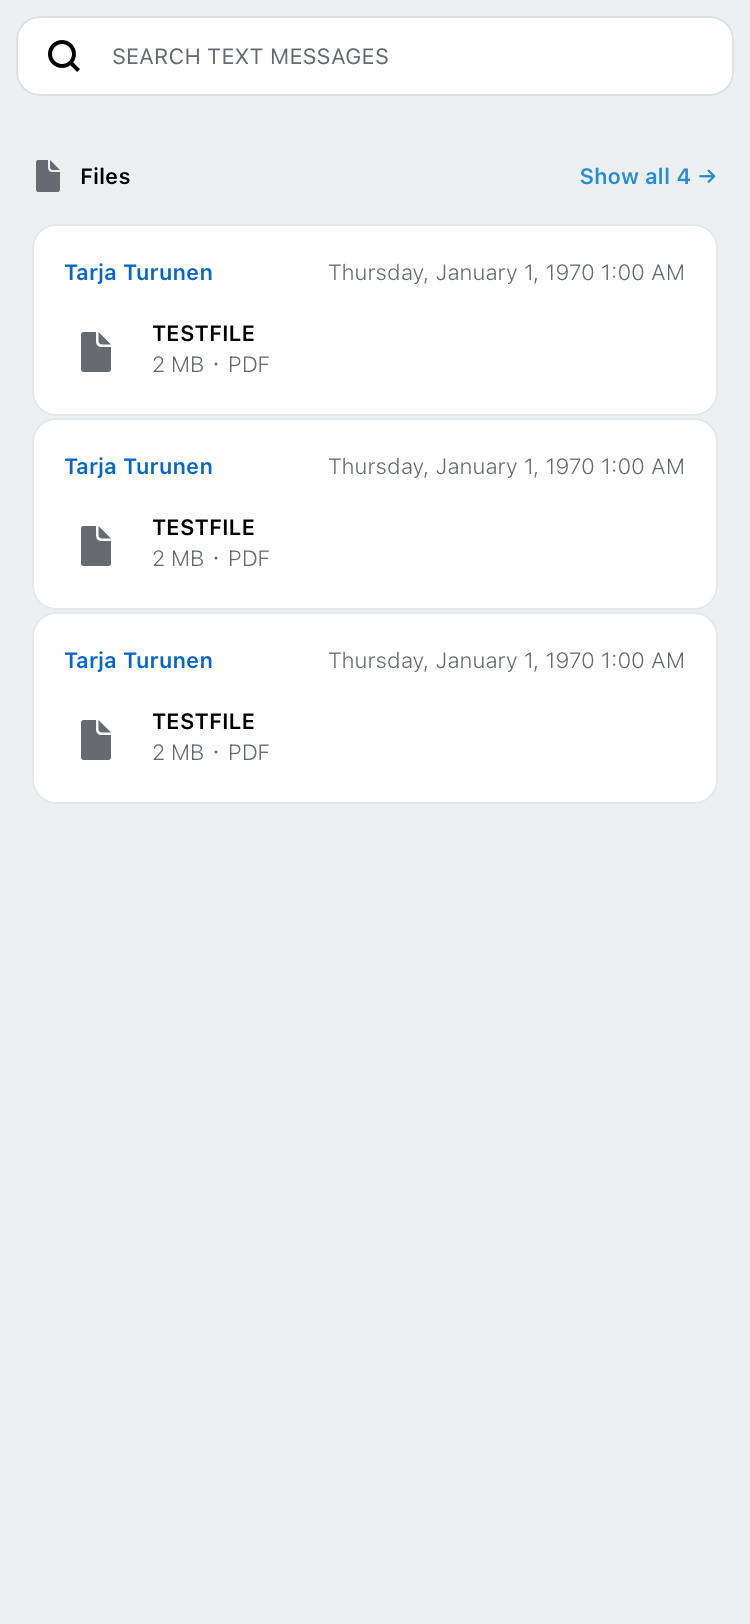 SEARCH TEXT MESSAGES
Files
Show all 4 →
Tarja Turunen
Thursday, January 1, 1970 1:00 AM
TESTFILE
2 MB · PDF
Tarja Turunen
Thursday, January 1, 1970 1:00 AM
TESTFILE
2 MB · PDF
Tarja Turunen
Thursday, January 1, 1970 1:00 AM
TESTFILE
2 MB · PDF